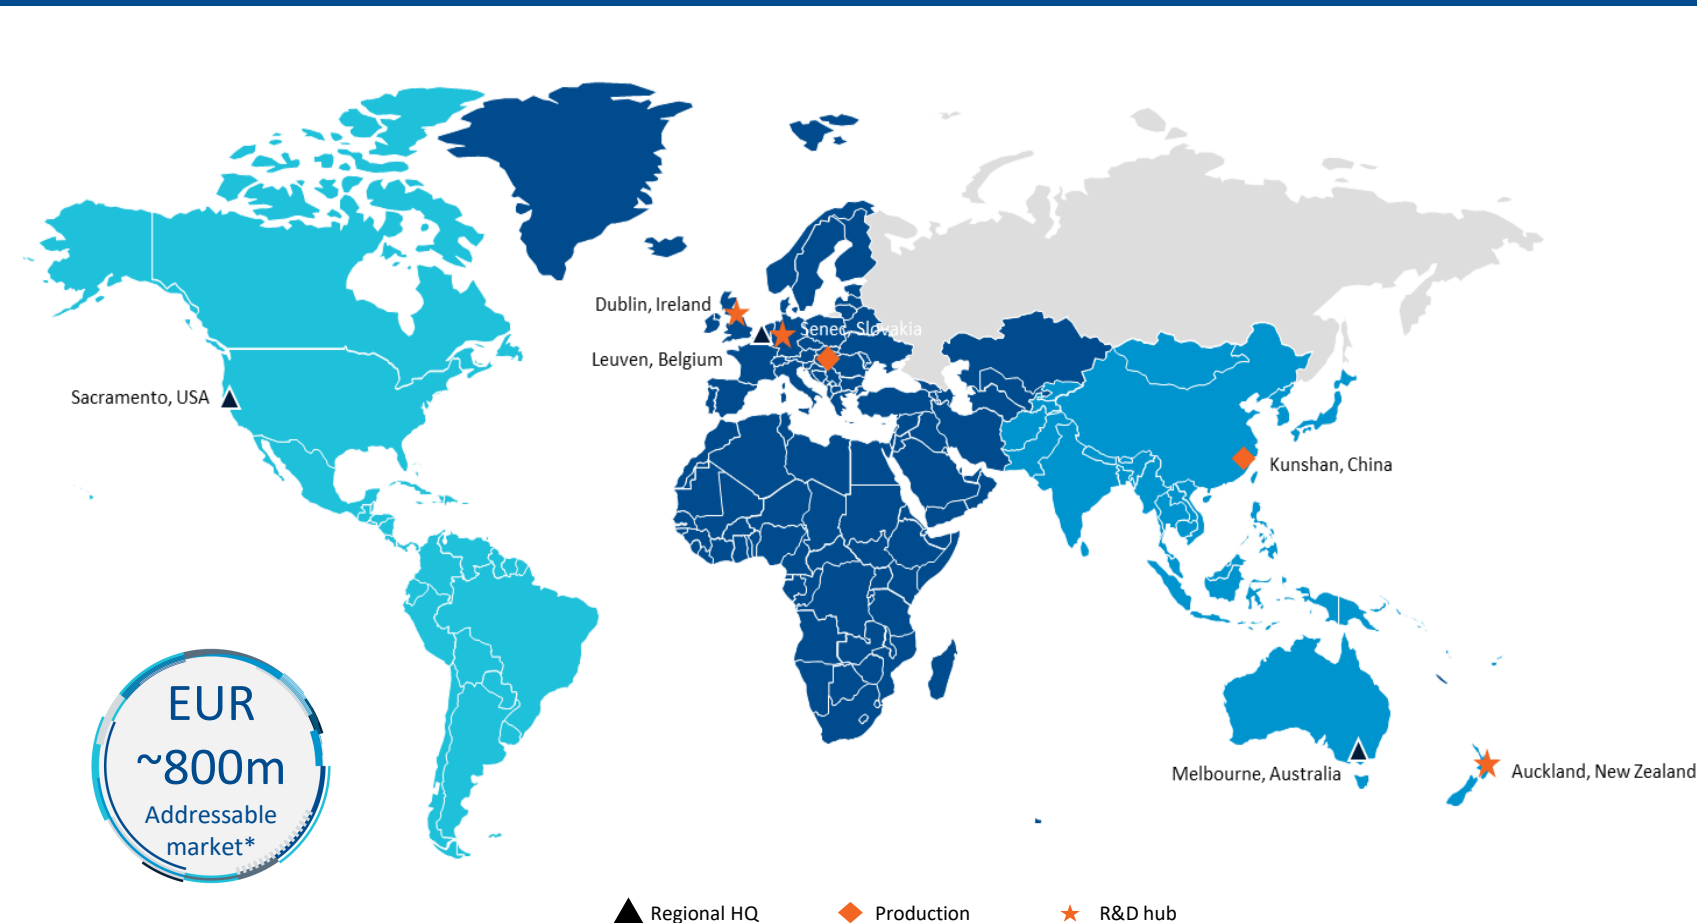 Dublin, Ireland
Senec, Slovakia
Leuven, Belgium
Sacramento, USA
Kunshan, China
EUR
~800m
Addressable
market*
Melbourne, Australia
Auckland, New Zealand
Regional HQ
Production
R&D hub